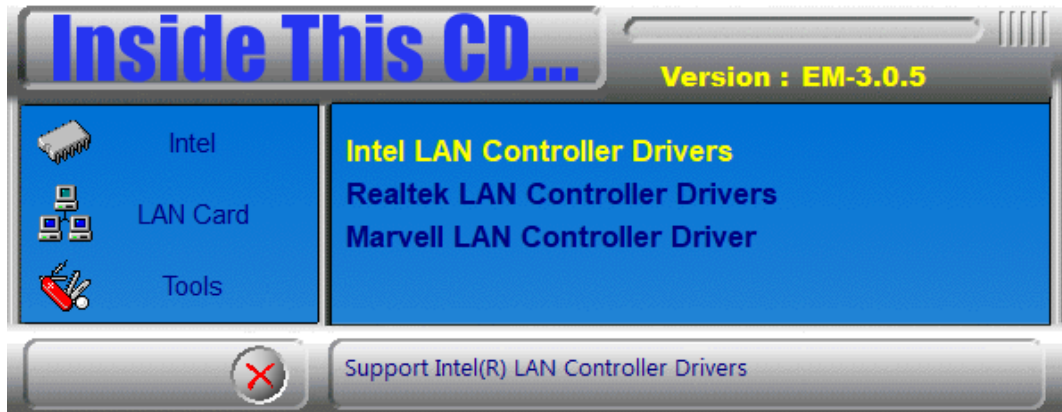 Inside This CD...
Version : EM-3.0.5
Intel
LAN Card
Tools
Intel LAN Controller Drivers
Realtek LAN Controller Drivers
Marvell LAN Controller Driver
Support Intel(R) LAN Controller Drivers